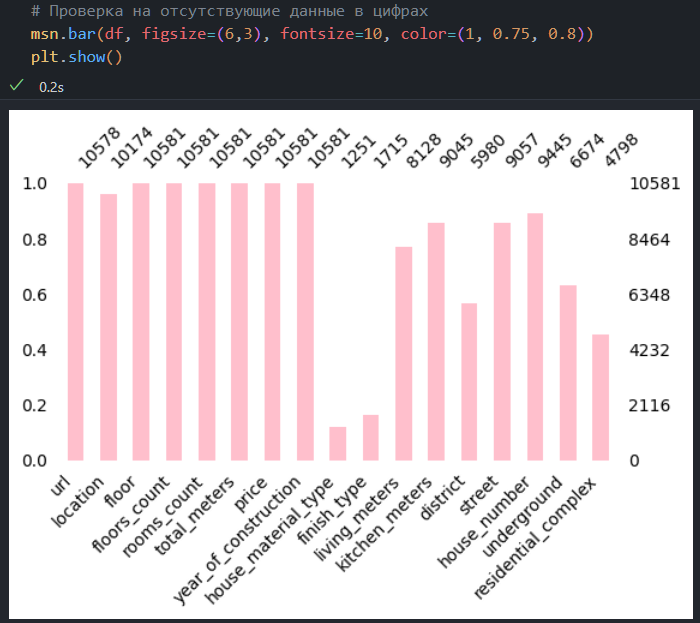 # Проверка на отсутствующие данные в цифрах
msn.bar(df, figsize=(6,3), fontsize=10, color=(1, 0.75, 0.8))
plt.show()
0.2s
10578 10174 10581 10581 10581 10581 10581 10581 1251 1715 8128 9045 5980 9057 9445 6674 4798
1.0 10581
0.8 8464
0.6 6348
0.4 4232
0.2 2116
0.0 0
url
location
floor
floors_count
rooms_count
total_meters
price
year_of_construction
house_material_type
finish_type
living_meters
kitchen_meters
district
street
house_number
underground
residential_complex